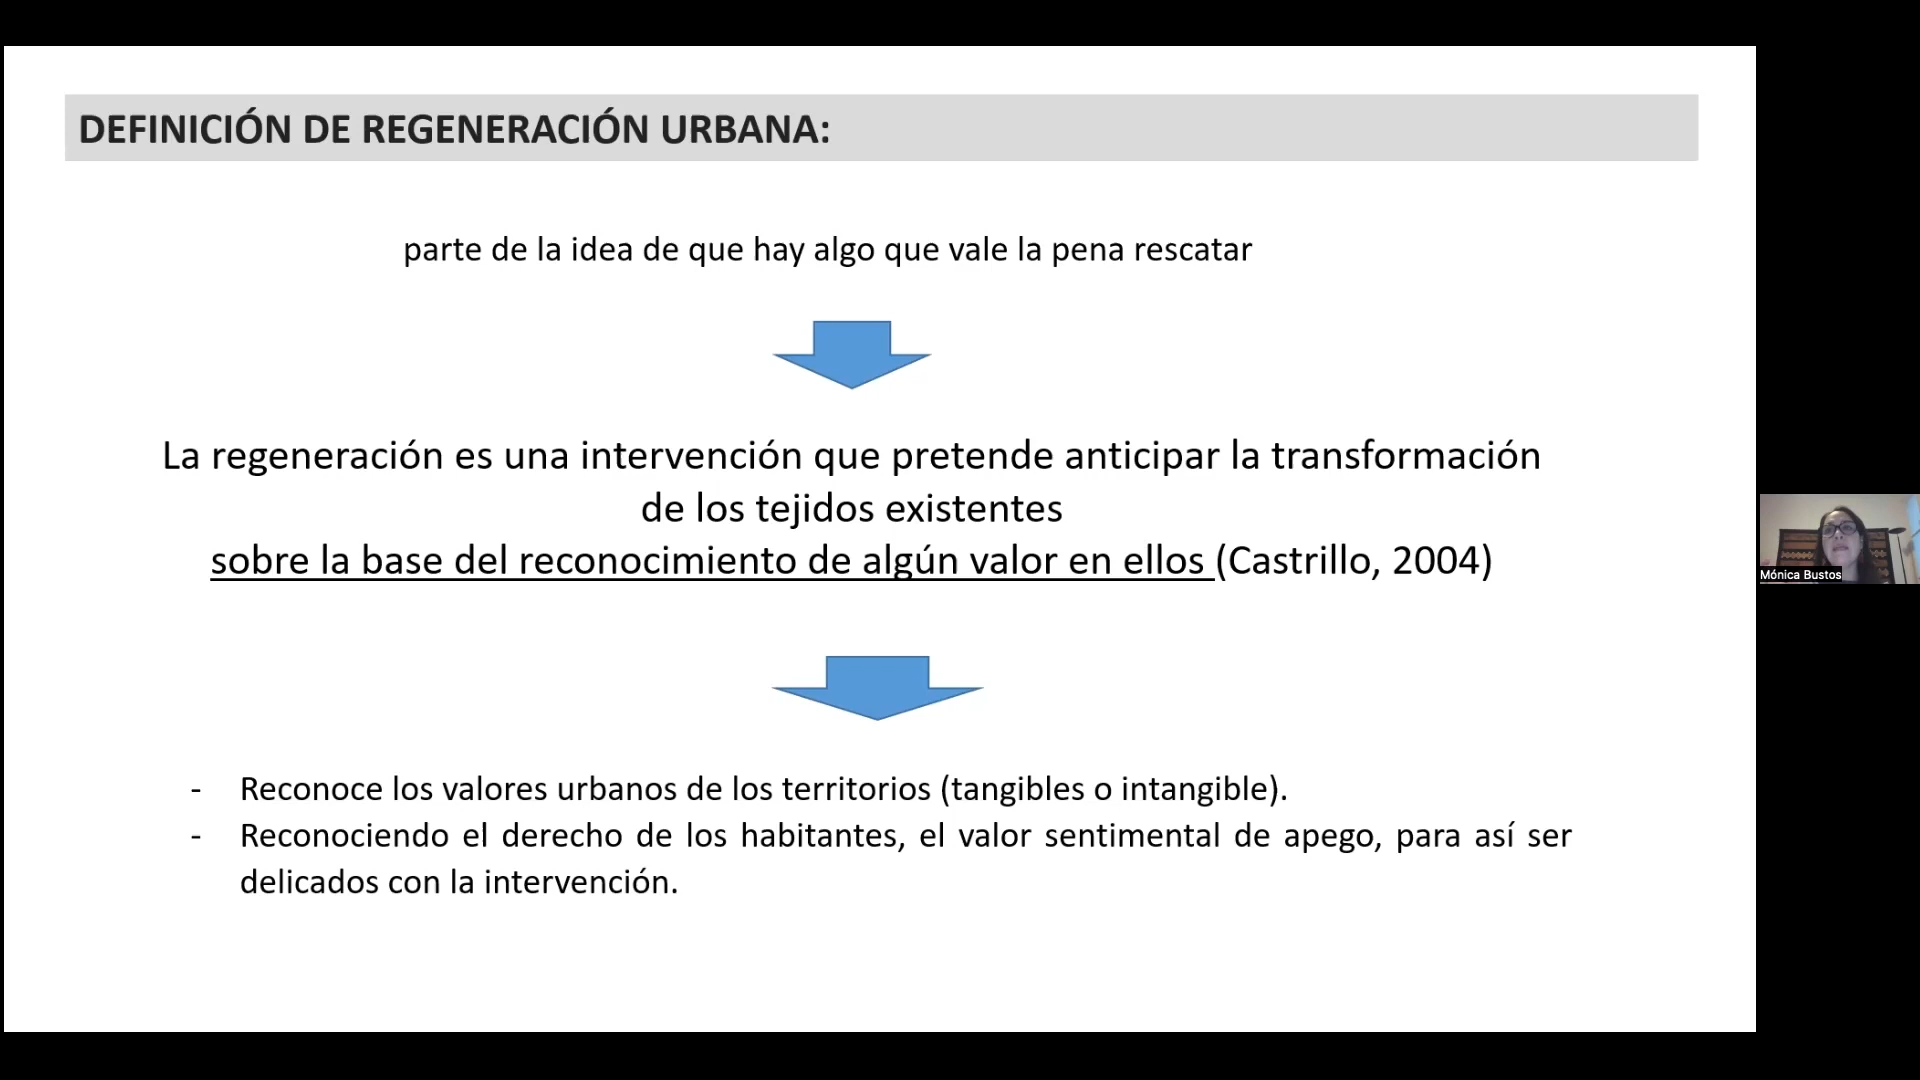 DEFINICIÓN DE REGENERACIÓN URBANA:
parte de la idea de que hay algo que vale la pena rescatar
La regeneración es una intervención que pretende anticipar la transformación
de los tejidos existentes
sobre la base del reconocimiento de algún valor en ellos (Castrillo, 2004)
- Reconoce los valores urbanos de los territorios (tangibles o intangible).
- Reconociendo el derecho de los habitantes, el valor sentimental de apego, para así ser
delicados con la intervención.
Mónica Bustos